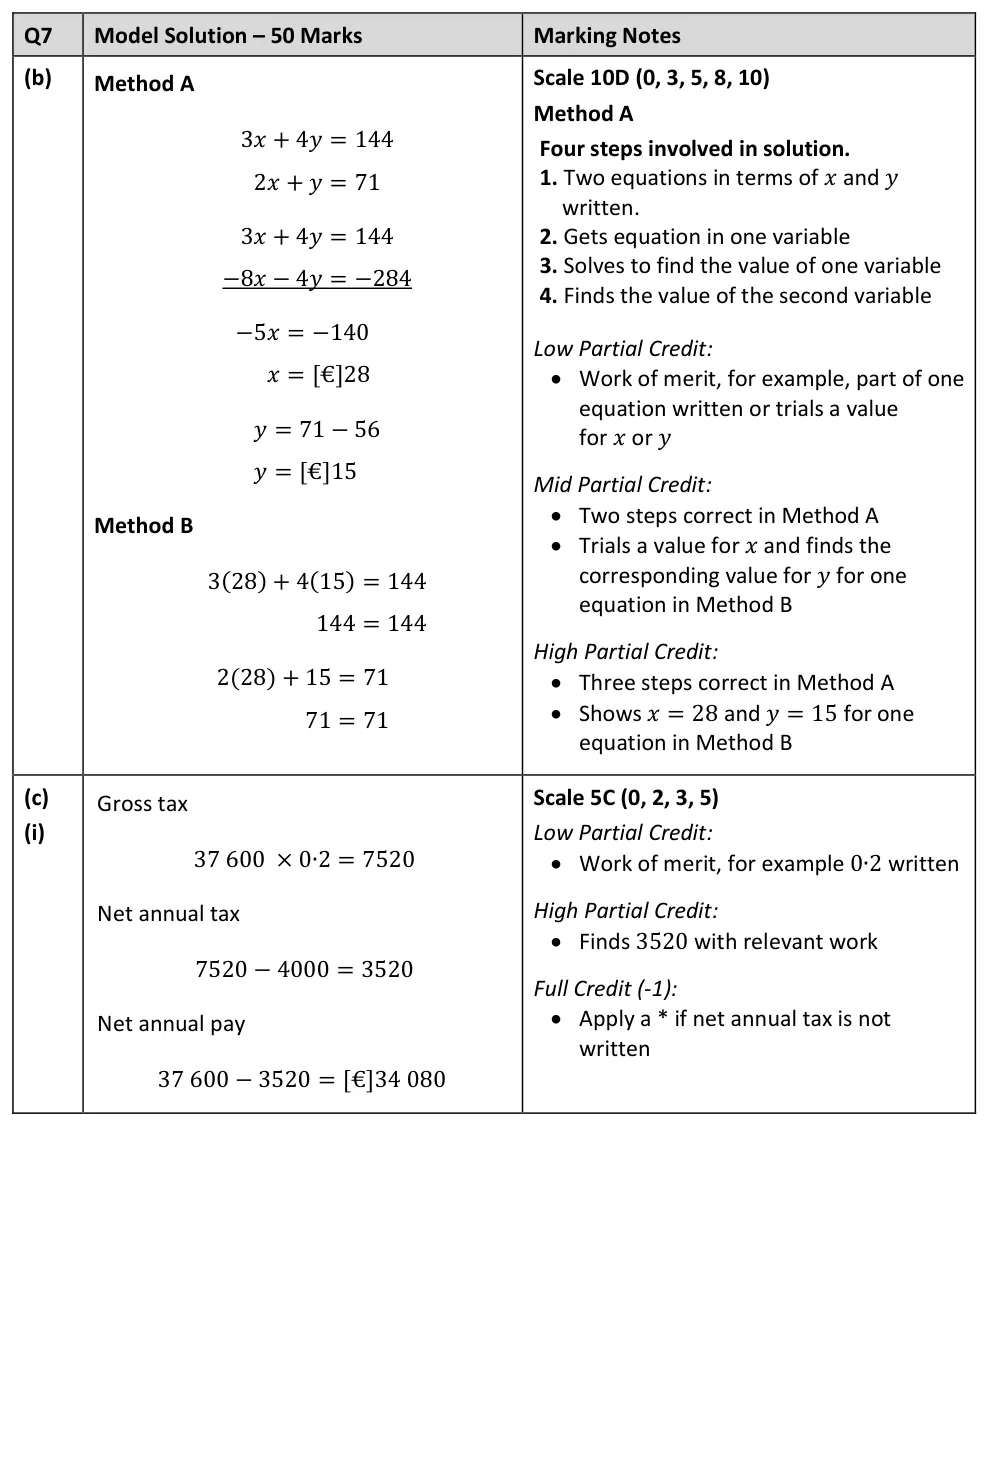 Q7 Model Solution – 50 Marks Marking Notes
(b)
Method A
3x + 4y = 144
2x + y = 71
3x + 4y = 144
−8x − 4y = −284
−5x = −140
x = [€]28
y = 71 − 56
y = [€]15
Method B
3(28) + 4(15) = 144
144 = 144
2(28) + 15 = 71
71 = 71
Scale 10D (0, 3, 5, 8, 10)
Method A
Four steps involved in solution.
1. Two equations in terms of x and y
written.
2. Gets equation in one variable
3. Solves to find the value of one variable
4. Finds the value of the second variable
Low Partial Credit:
• Work of merit, for example, part of one
equation written or trials a value
for x or y
Mid Partial Credit:
• Two steps correct in Method A
• Trials a value for x and finds the
corresponding value for y for one
equation in Method B
High Partial Credit:
• Three steps correct in Method A
• Shows x = 28 and y = 15 for one
equation in Method B
(c)
(i)
Gross tax
37 600 × 0·2 = 7520
Net annual tax
7520 − 4000 = 3520
Net annual pay
37 600 − 3520 = [€]34 080
Scale 5C (0, 2, 3, 5)
Low Partial Credit:
• Work of merit, for example 0·2 written
High Partial Credit:
• Finds 3520 with relevant work
Full Credit (-1):
• Apply a * if net annual tax is not
written